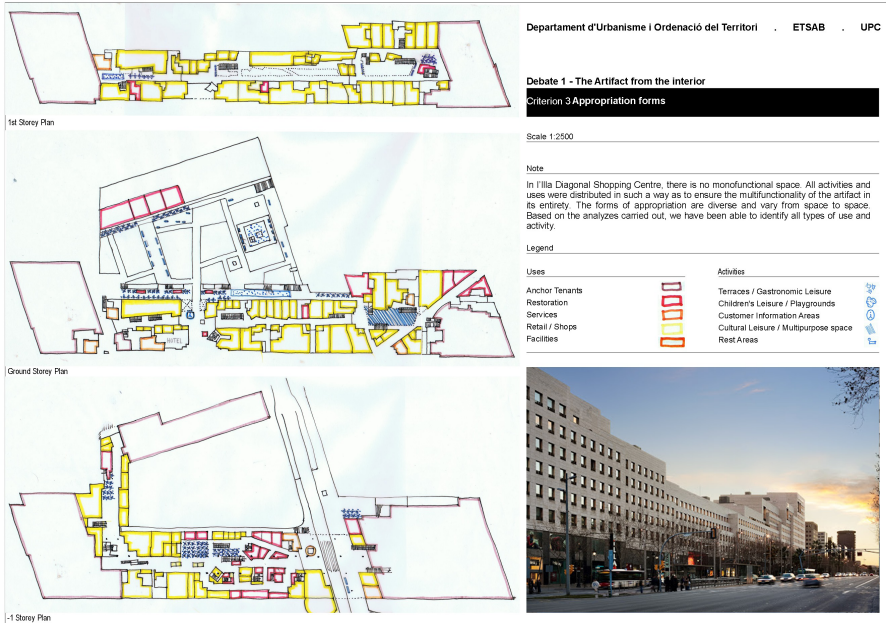 Departament d'Urbanisme i Ordenació del Territori . ETSAB . UPC
Debate 1 - The Artifact from the interior
Criterion 3 Appropriation forms
Scale 1:2500
Note
In l'Illa Diagonal Shopping Centre, there is no monofunctional space. All activities and
uses were distributed in such a way as to ensure the multifunctionality of the artifact in
its entirety. The forms of appropriation are diverse and vary from space to space.
Based on the analyzes carried out, we have been able to identify all types of use and
activity.
Legend
Uses
Anchor Tenants
Restoration
Services
Retail / Shops
Facilities
Activities
Terraces / Gastronomic Leisure
Children's Leisure / Playgrounds
Customer Information Areas
Cultural Leisure / Multipurpose space
Rest Areas
1st Storey Plan
HOTEL
Ground Storey Plan
-1 Storey Plan